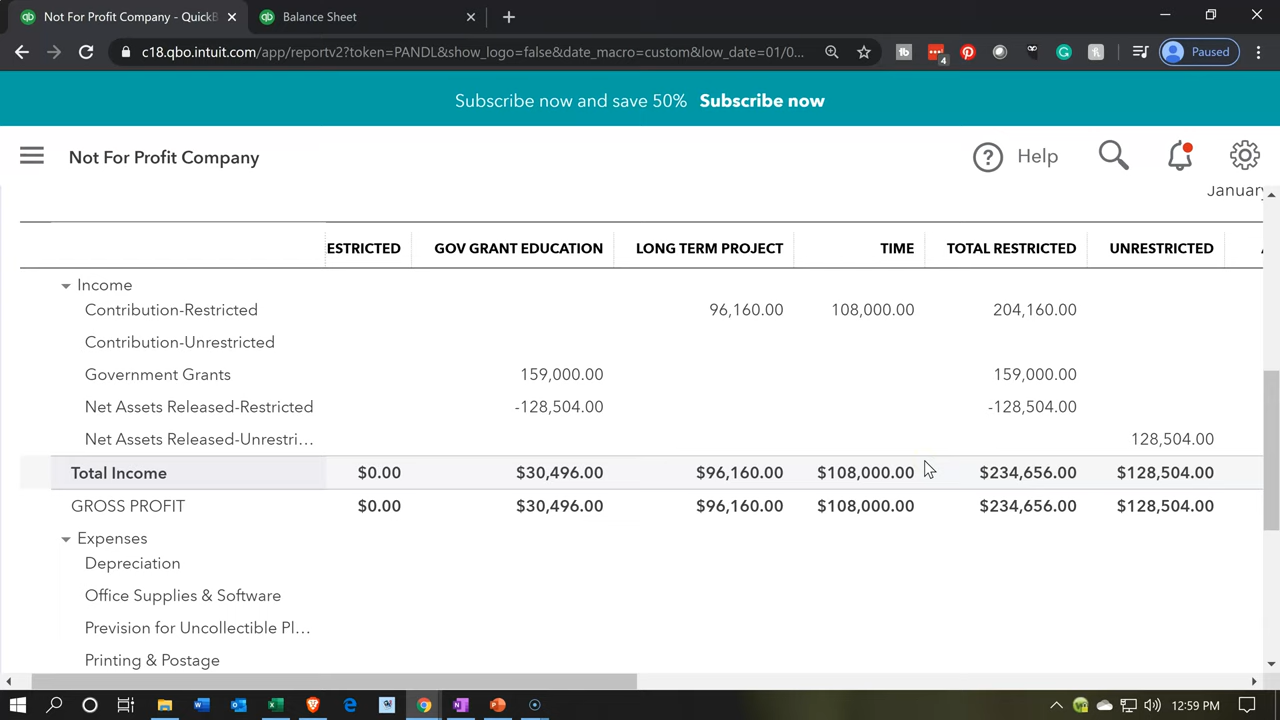 Not For Profit Company - QuickB
Balance Sheet
c18.qbo.intuit.com/app/reportv2?token=PANDL&show_logo=false&date_macro=custom&low_date=01/0...
4
Paused
Subscribe now and save 50% Subscribe now
Not For Profit Company
Help
January
ESTRICTED GOV GRANT EDUCATION LONG TERM PROJECT TIME TOTAL RESTRICTED UNRESTRICTED
Income
Contribution-Restricted 96,160.00 108,000.00 204,160.00
Contribution-Unrestricted
Government Grants 159,000.00 159,000.00
Net Assets Released-Restricted -128,504.00 -128,504.00
Net Assets Released-Unrestri... 128,504.00
Total Income $0.00 $30,496.00 $96,160.00 $108,000.00 $234,656.00 $128,504.00
GROSS PROFIT $0.00 $30,496.00 $96,160.00 $108,000.00 $234,656.00 $128,504.00
Expenses
Depreciation
Office Supplies & Software
Prevision for Uncollectible Pl...
Printing & Postage
12:59 PM